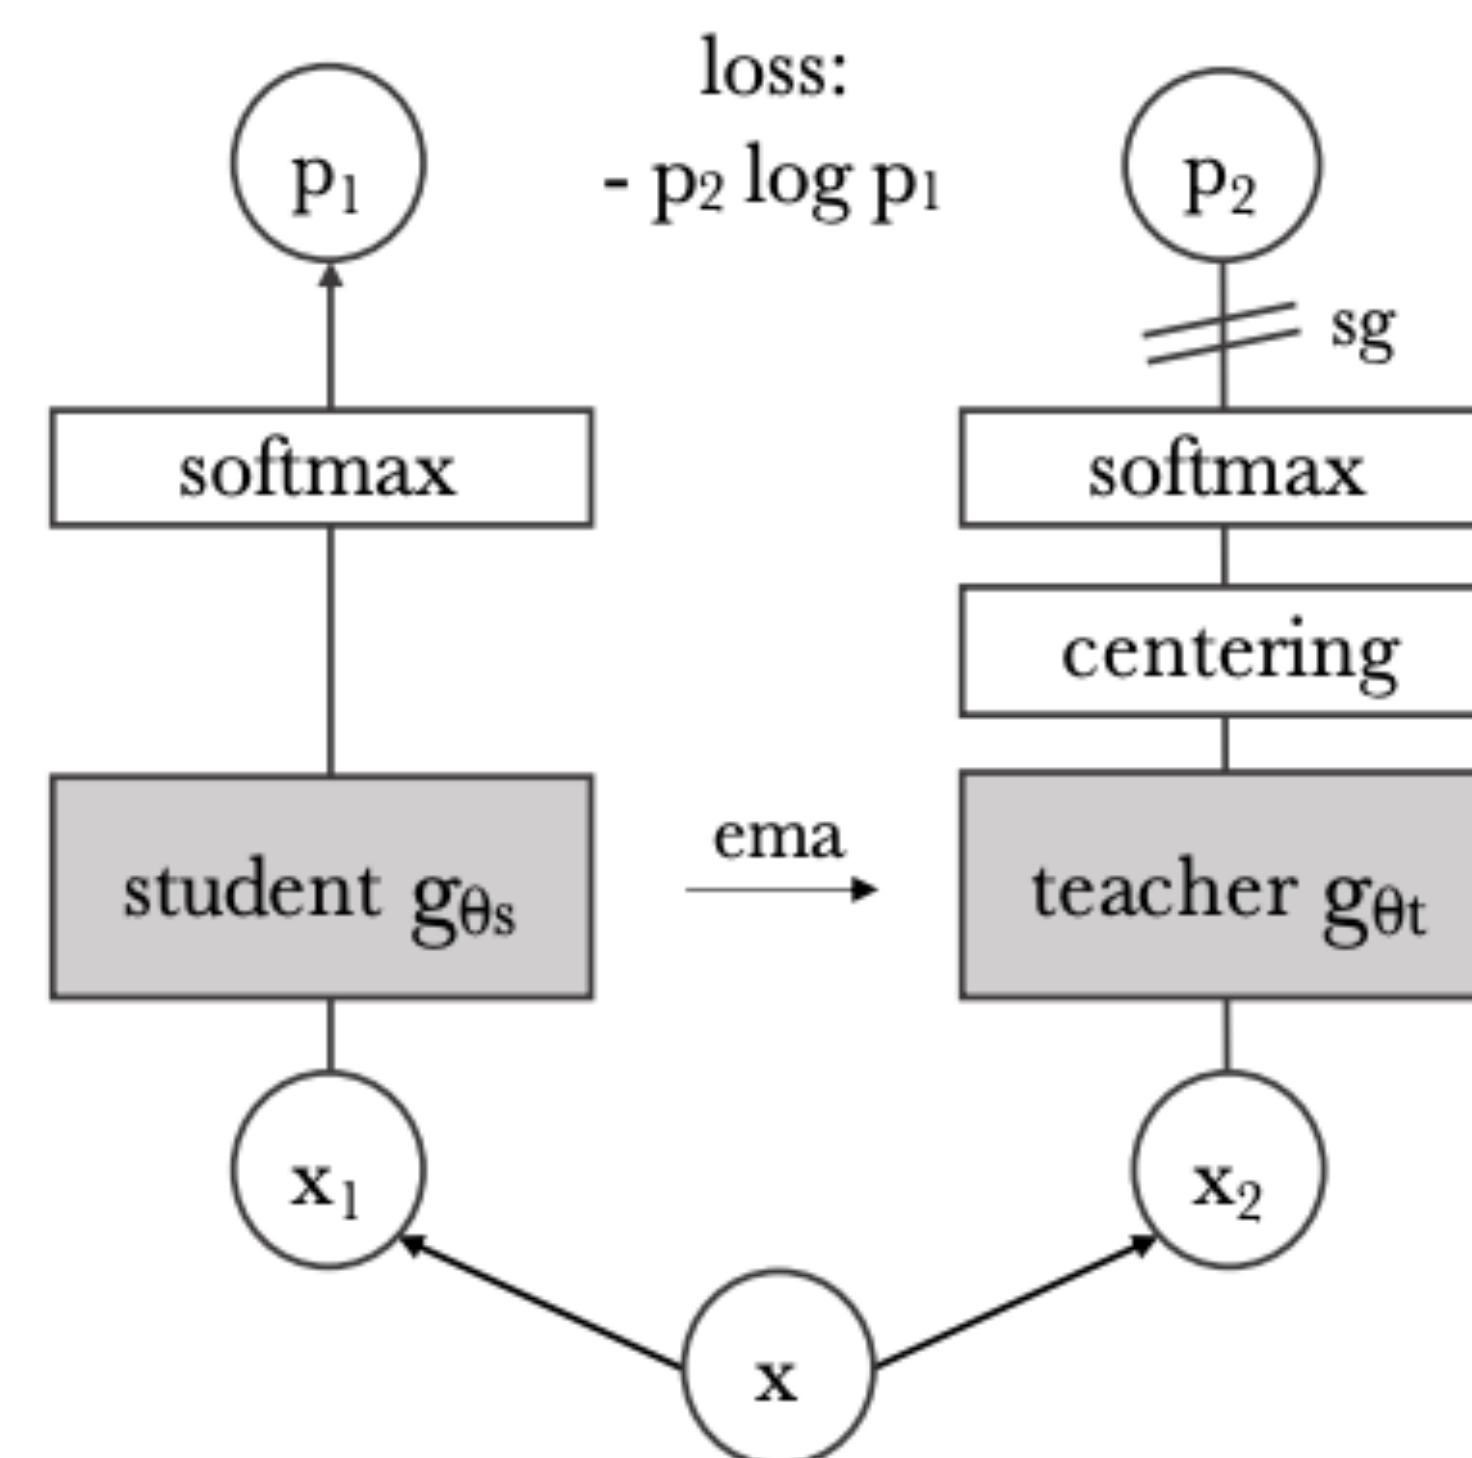 loss:
- p₂ log p₁
p₁
p₂
sg
softmax
softmax
centering
ema
student gθs
teacher gθt
x₁
x₂
x